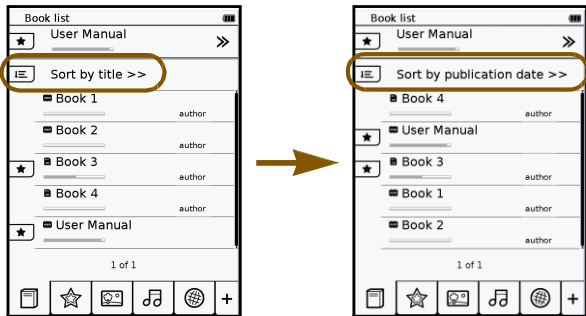 Book list
User Manual
Sort by title >>
Book 1
author
Book 2
author
Book 3
author
Book 4
author
User Manual
1 of 1
Book list
User Manual
Sort by publication date >>
Book 4
author
User Manual
Book 3
author
Book 1
author
Book 2
author
1 of 1